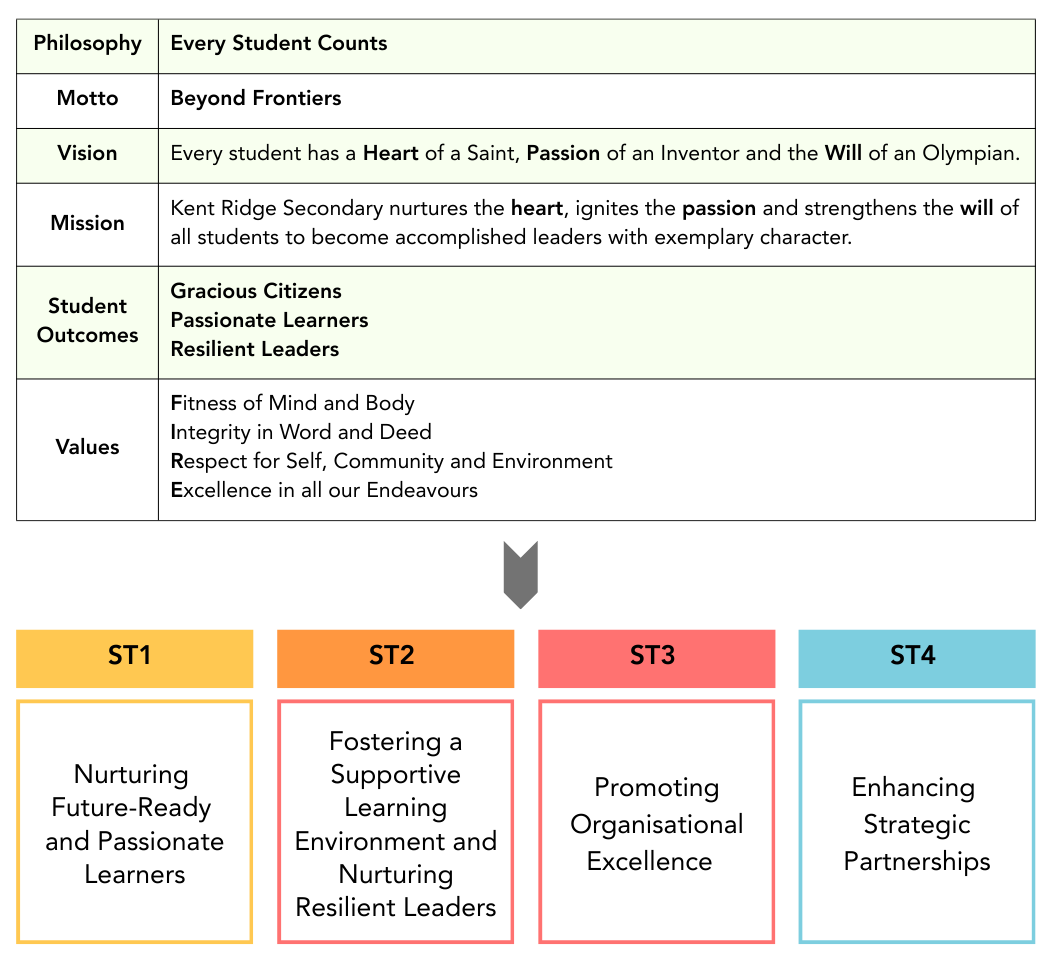 Philosophy
Every Student Counts
Motto
Beyond Frontiers
Vision
Every student has a Heart of a Saint, Passion of an Inventor and the Will of an Olympian.
Mission
Kent Ridge Secondary nurtures the heart, ignites the passion and strengthens the will of
all students to become accomplished leaders with exemplary character.
Student
Outcomes
Gracious Citizens
Passionate Learners
Resilient Leaders
Values
Fitness of Mind and Body
Integrity in Word and Deed
Respect for Self, Community and Environment
Excellence in all our Endeavours
ST1
Nurturing
Future-Ready
and Passionate
Learners
ST2
Fostering a
Supportive
Learning
Environment and
Nurturing
Resilient Leaders
ST3
Promoting
Organisational
Excellence
ST4
Enhancing
Strategic
Partnerships